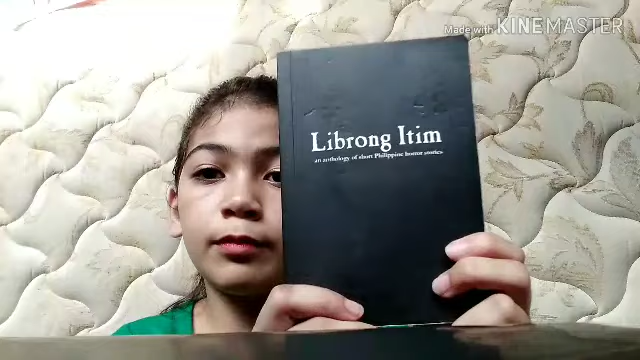 Made with KINEMASTER
Librong Itim
an anthology of short Philippine horror stories